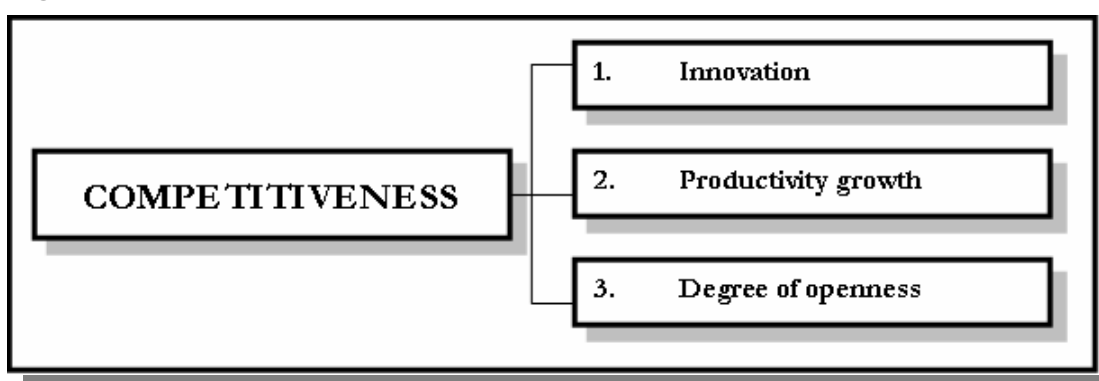 COMPETITIVENESS
1. Innovation
2. Productivity growth
3. Degree of openness